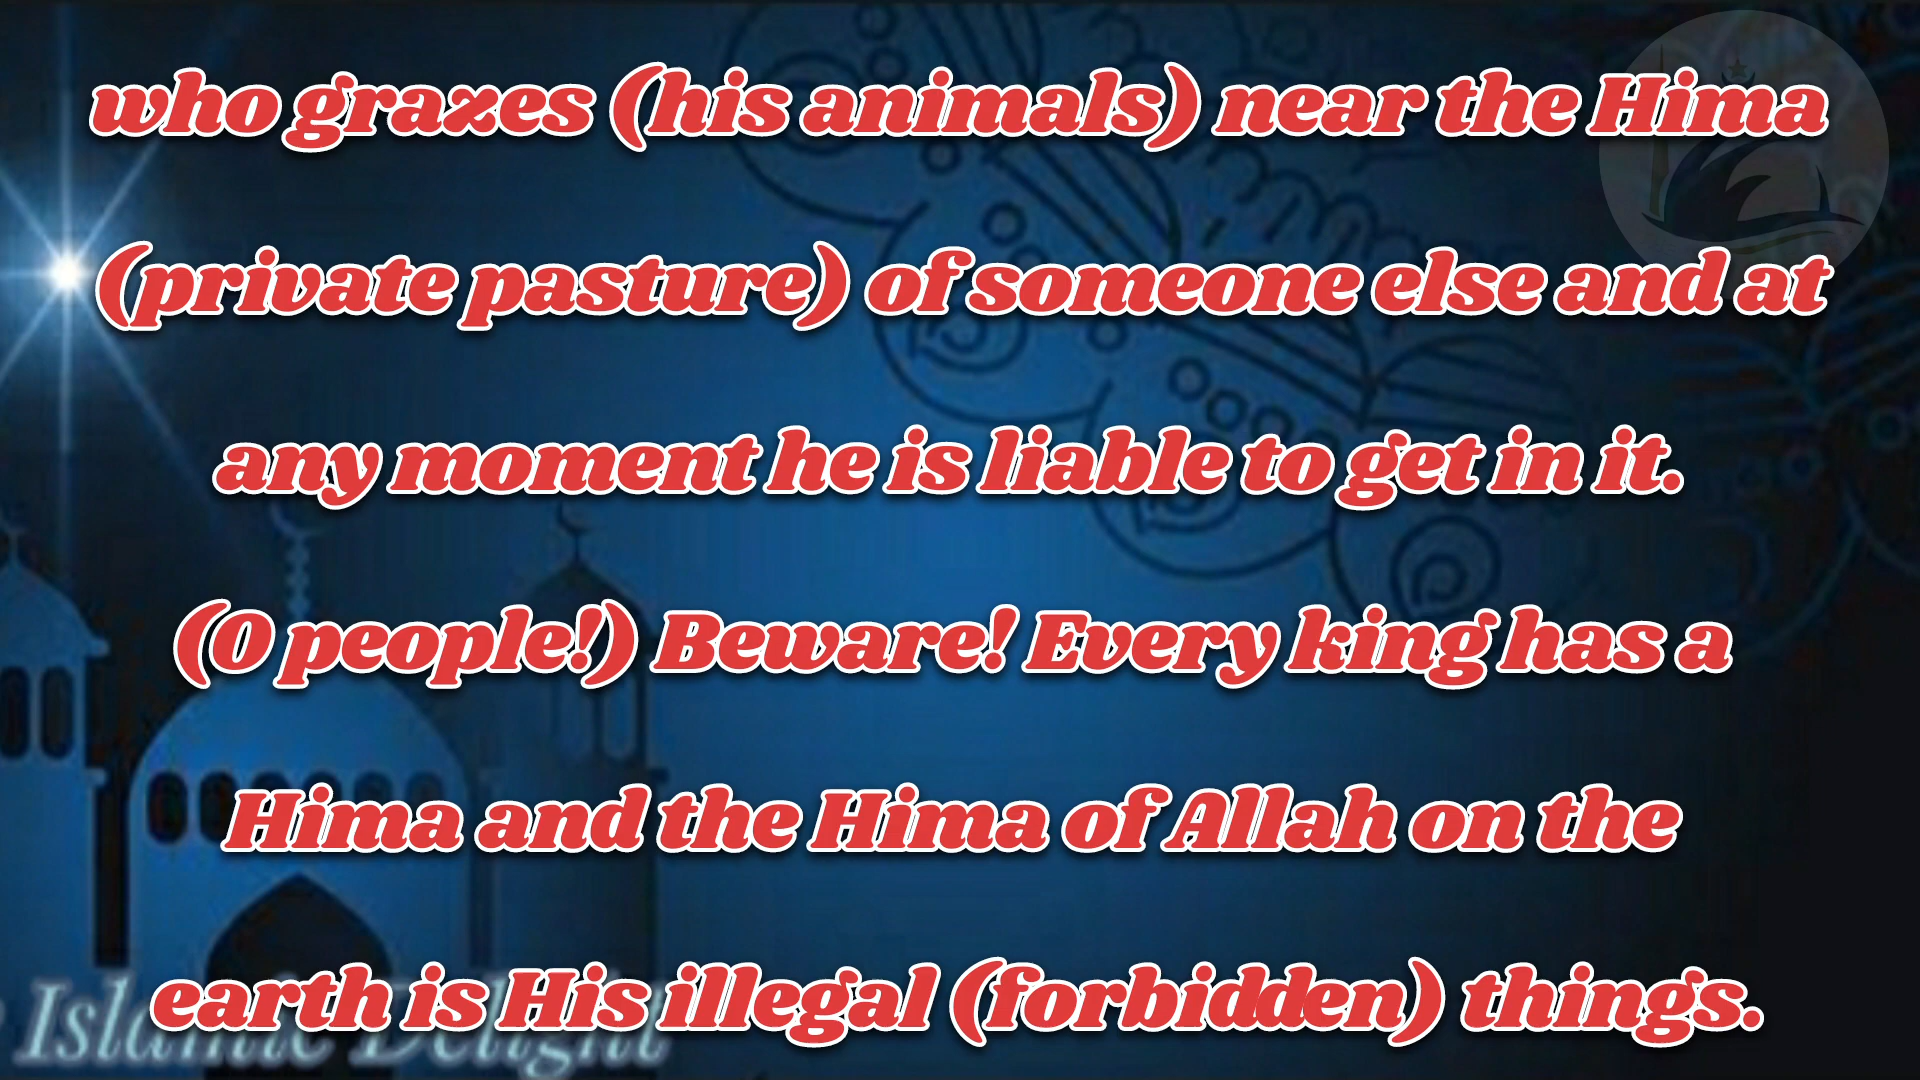 who grazes (his animals) near the Hima
(private pasture) of someone else and at
any moment he is liable to get in it.
(O people!) Beware! Every king has a
Hima and the Hima of Allah on the
earth is His illegal (forbidden) things.
Islamic Delight